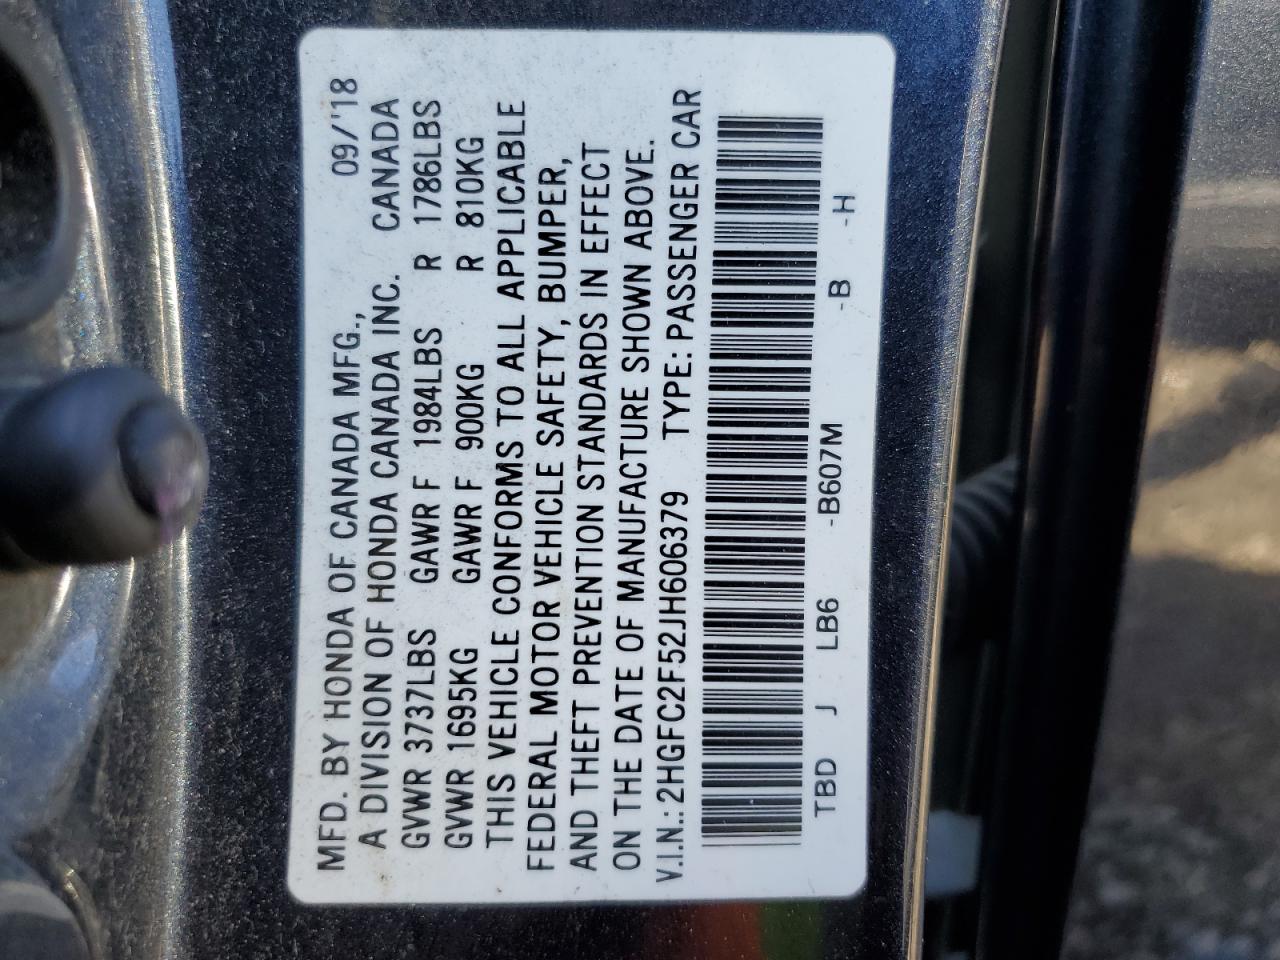 MFD. BY HONDA OF CANADA MFG., 09/'18
A DIVISION OF HONDA CANADA INC. CANADA
GVWR 3737LBS GAWR F 1984LBS R 1786LBS
GVWR 1695KG GAWR F 900KG R 810KG
THIS VEHICLE CONFORMS TO ALL APPLICABLE
FEDERAL MOTOR VEHICLE SAFETY, BUMPER,
AND THEFT PREVENTION STANDARDS IN EFFECT
ON THE DATE OF MANUFACTURE SHOWN ABOVE.
V.I.N.: 2HGFC2F52JH606379 TYPE: PASSENGER CAR
TBD J LB6 -B607M -B -H